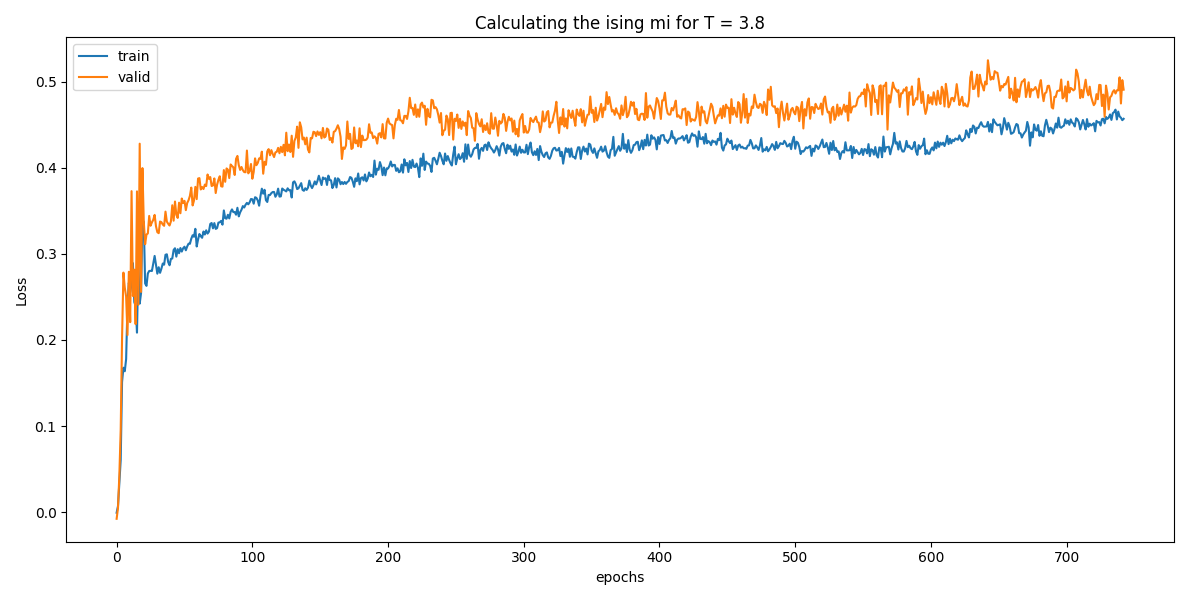 Calculating the ising mi for T = 3.8
train
valid
Loss
0.5
0.4
0.3
0.2
0.1
0.0
0 100 200 300 400 500 600 700
epochs